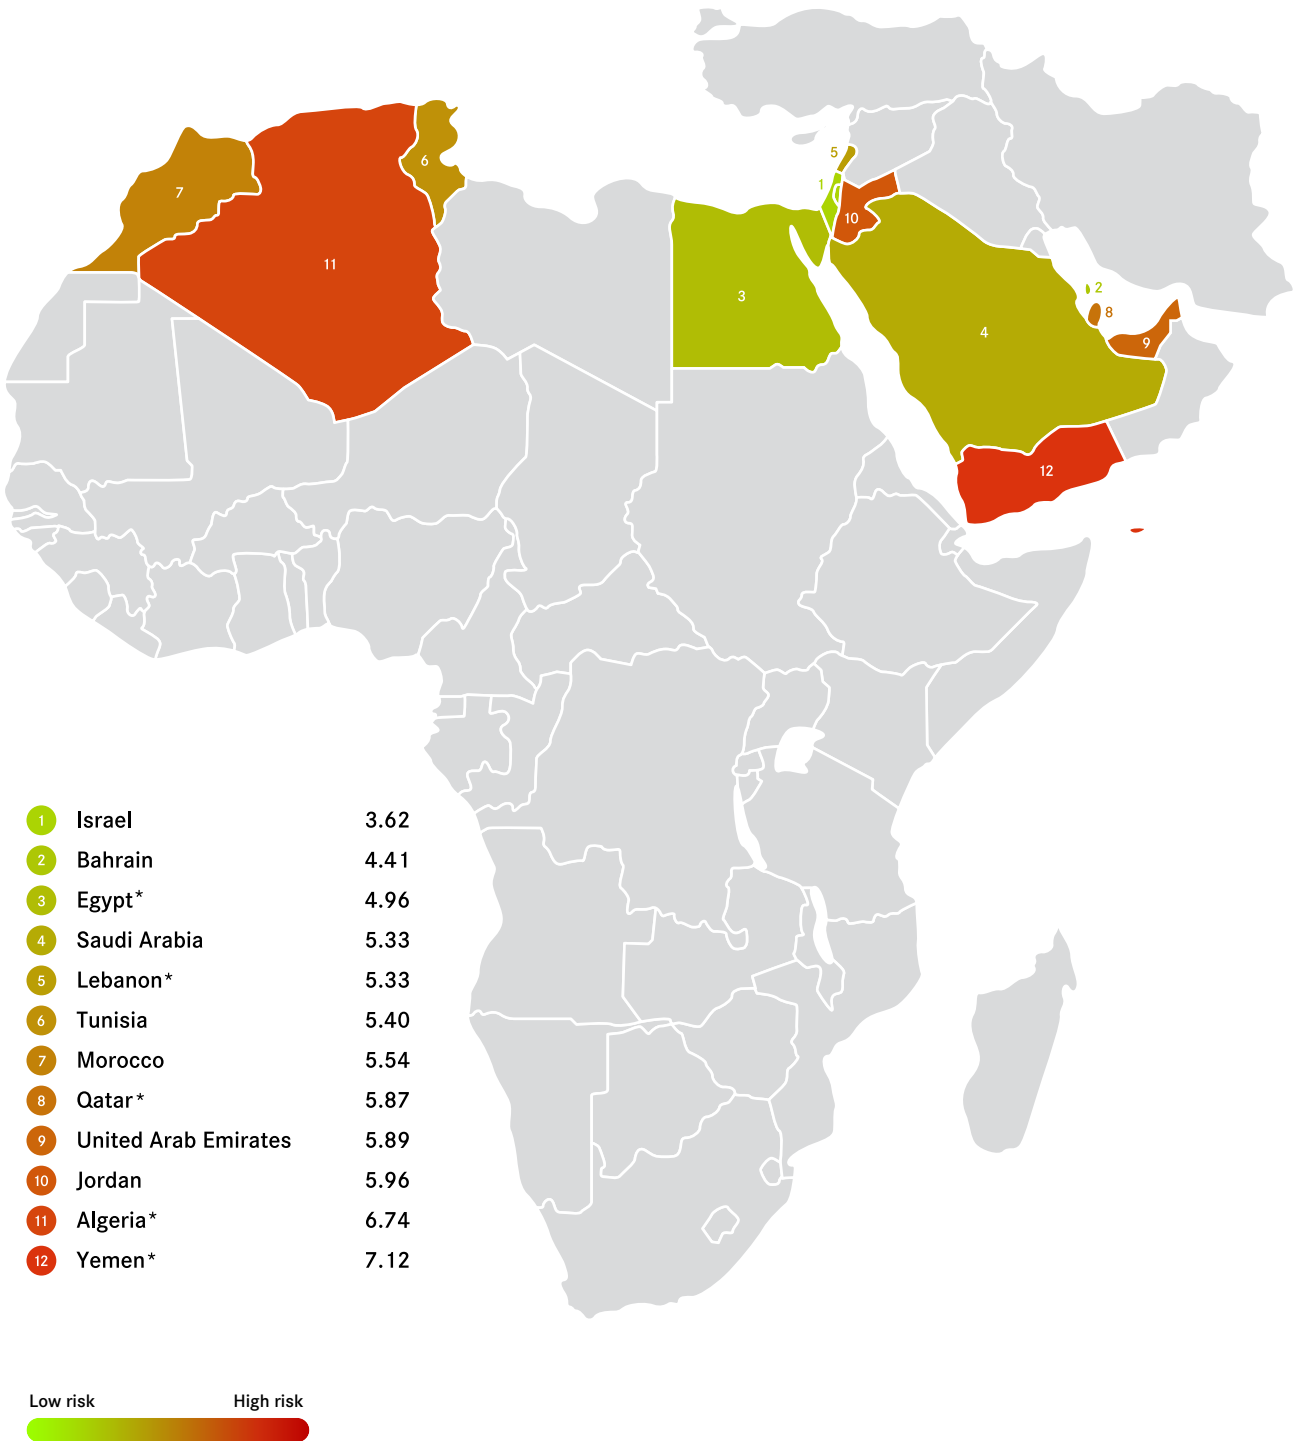 5
6
1
7
10
11
2
3
8
4
9
12
1 Israel 3.62
2 Bahrain 4.41
3 Egypt* 4.96
4 Saudi Arabia 5.33
5 Lebanon* 5.33
6 Tunisia 5.40
7 Morocco 5.54
8 Qatar* 5.87
9 United Arab Emirates 5.89
10 Jordan 5.96
11 Algeria* 6.74
12 Yemen* 7.12
Low risk High risk